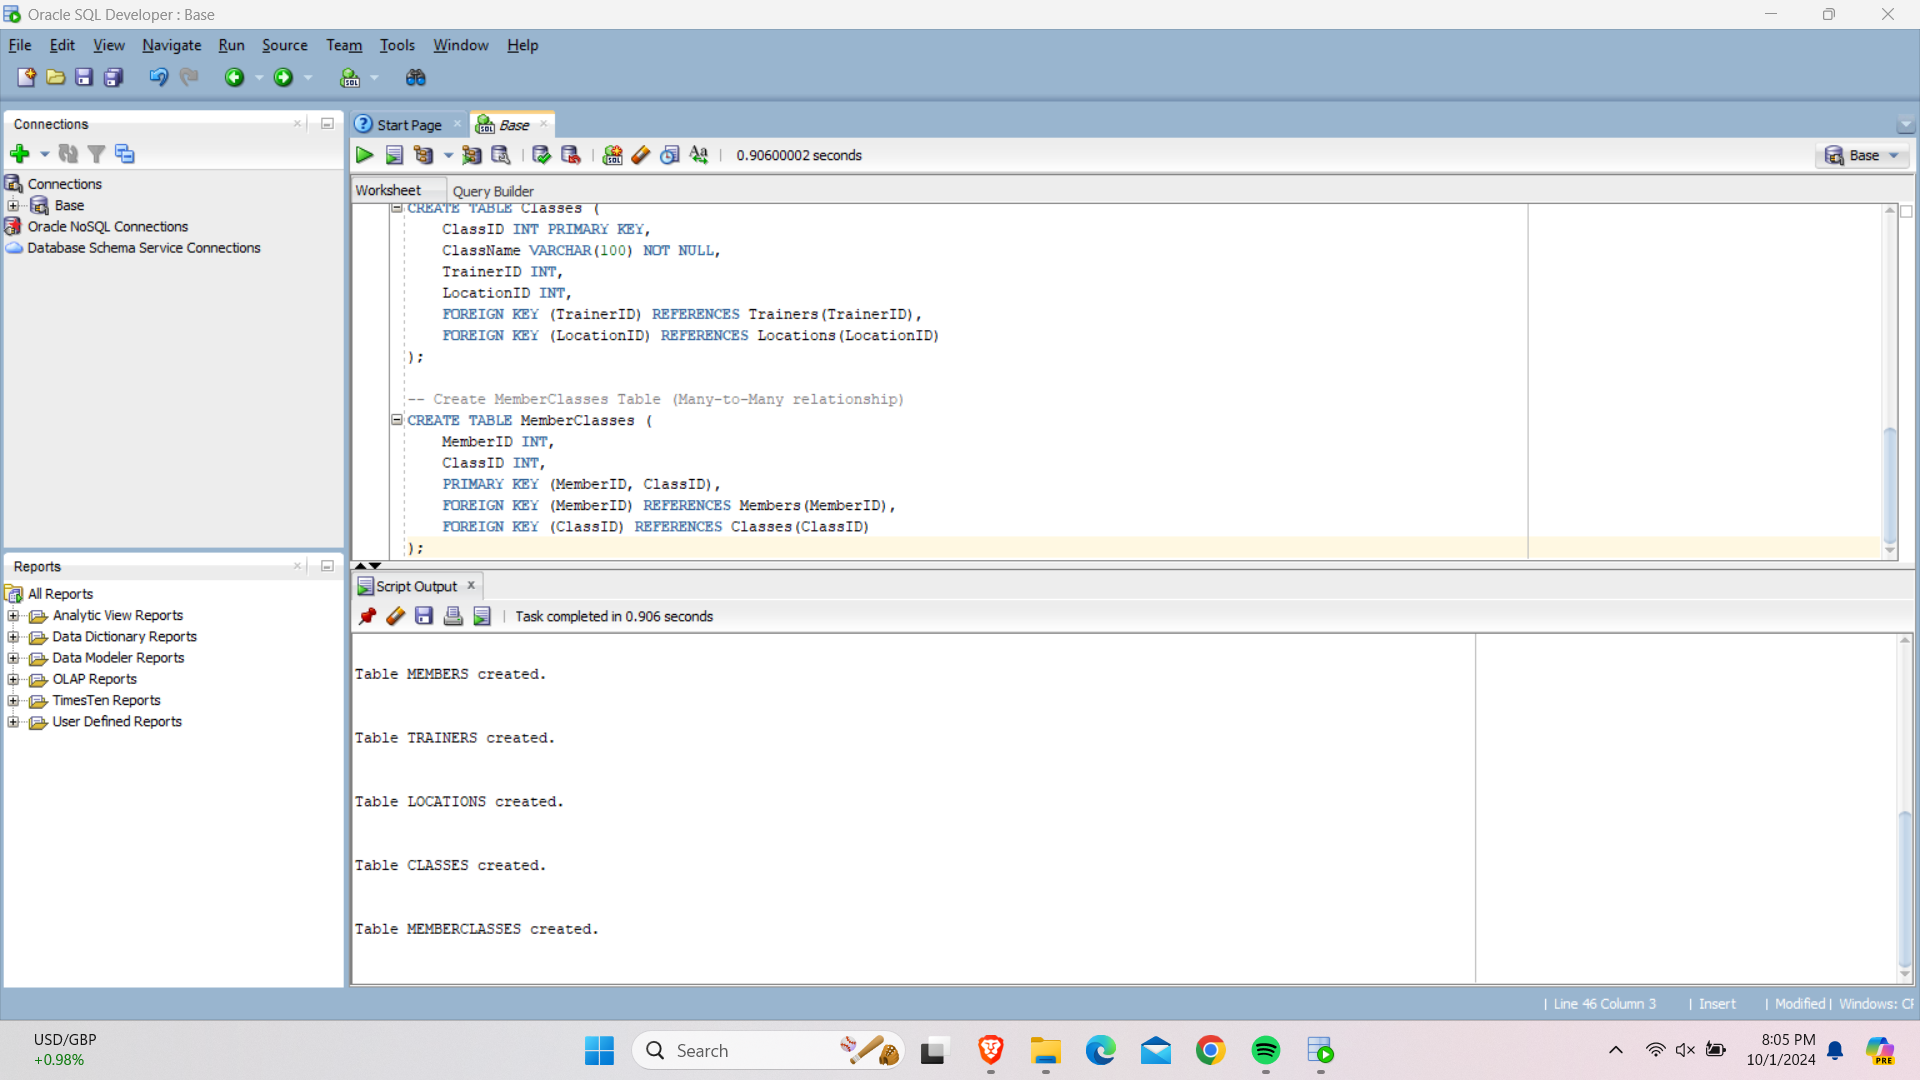 Oracle SQL Developer : Base
File Edit View Navigate Run Source Team Tools Window Help
Connections
Connections
Base
Oracle NoSQL Connections
Database Schema Service Connections
Reports
All Reports
Analytic View Reports
Data Dictionary Reports
Data Modeler Reports
OLAP Reports
TimesTen Reports
User Defined Reports
Start Page
Base
0.90600002 seconds
Base
Worksheet Query Builder
CREATE TABLE Classes (
    ClassID INT PRIMARY KEY,
    ClassName VARCHAR(100) NOT NULL,
    TrainerID INT,
    LocationID INT,
    FOREIGN KEY (TrainerID) REFERENCES Trainers(TrainerID),
    FOREIGN KEY (LocationID) REFERENCES Locations(LocationID)
);
-- Create MemberClasses Table (Many-to-Many relationship)
CREATE TABLE MemberClasses (
    MemberID INT,
    ClassID INT,
    PRIMARY KEY (MemberID, ClassID),
    FOREIGN KEY (MemberID) REFERENCES Members(MemberID),
    FOREIGN KEY (ClassID) REFERENCES Classes(ClassID)
);
Script Output
Task completed in 0.906 seconds
Table MEMBERS created.
Table TRAINERS created.
Table LOCATIONS created.
Table CLASSES created.
Table MEMBERCLASSES created.
| Line 46 Column 3 | Insert | Modified | Windows: CF
USD/GBP
+0.98%
Search
8:05 PM
10/1/2024
PRE